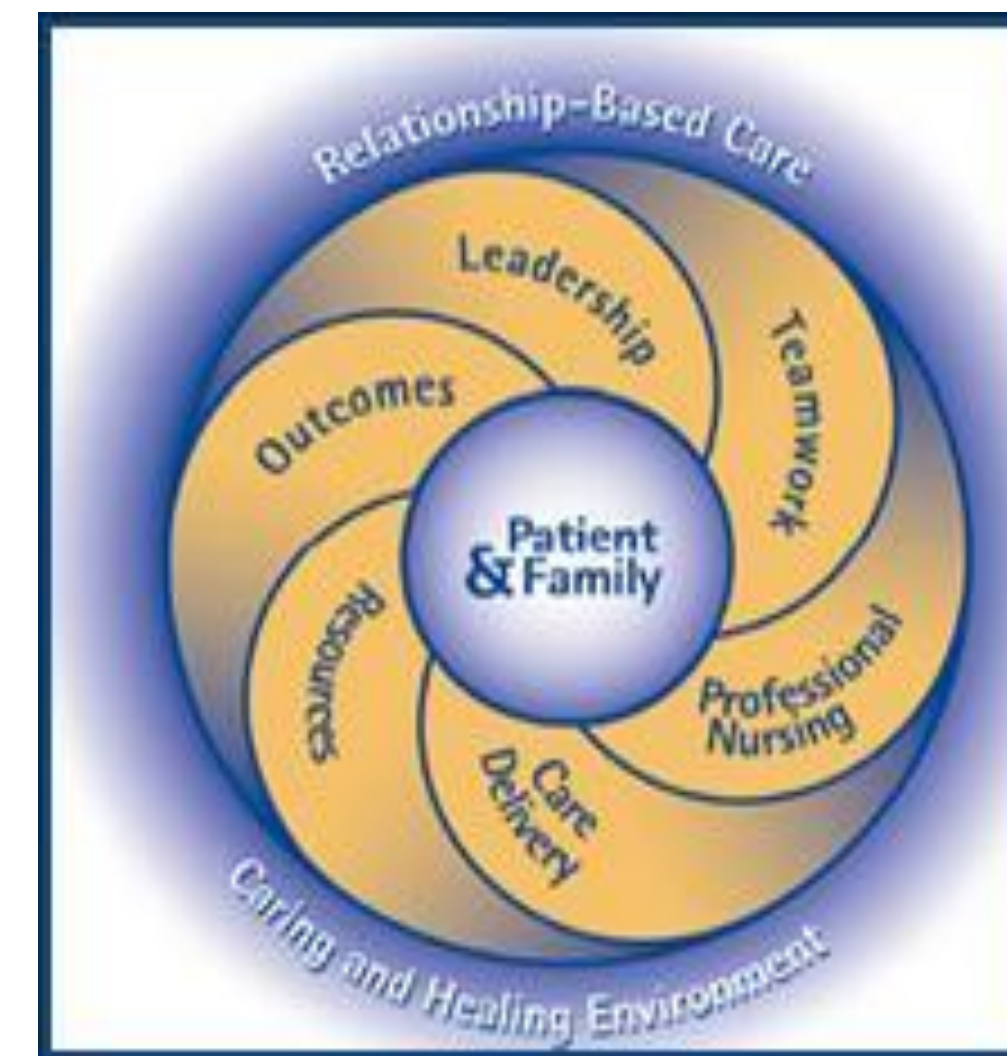 Relationship-Based Care
Leadership
Teamwork
Outcomes
Patient
& Family
Resources
Professional
Nursing
Care
Delivery
Caring and Healing Environment